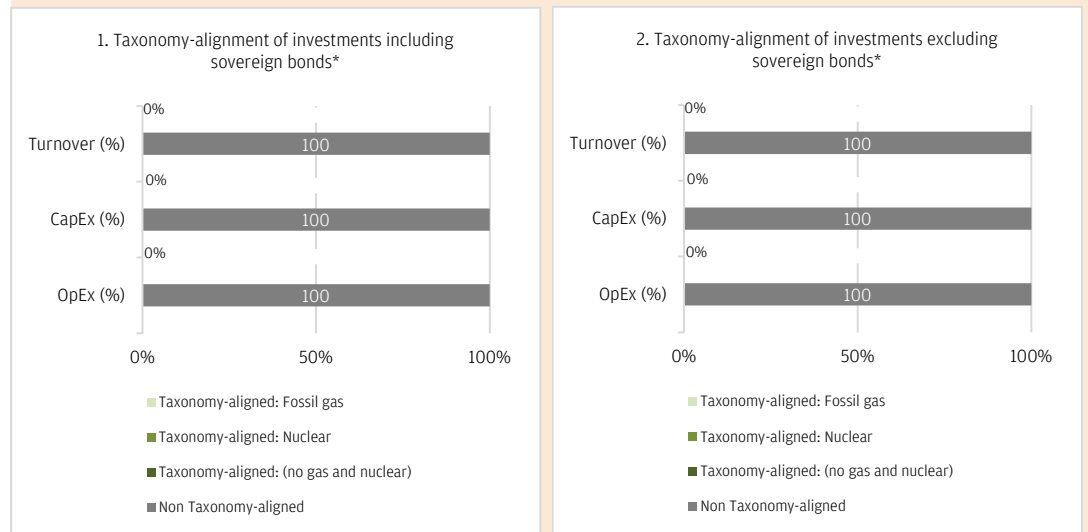 1. Taxonomy-alignment of investments including
sovereign bonds*
0%
Turnover (%)
100
0%
CapEx (%)
100
0%
OpEx (%)
100
0%
50%
100%
Taxonomy-aligned: Fossil gas
Taxonomy-aligned: Nuclear
Taxonomy-aligned: (no gas and nuclear)
Non Taxonomy-aligned
2. Taxonomy-alignment of investments excluding
sovereign bonds*
0%
Turnover (%)
100
0%
CapEx (%)
100
0%
OpEx (%)
100
0%
50%
100%
Taxonomy-aligned: Fossil gas
Taxonomy-aligned: Nuclear
Taxonomy-aligned: (no gas and nuclear)
Non Taxonomy-aligned